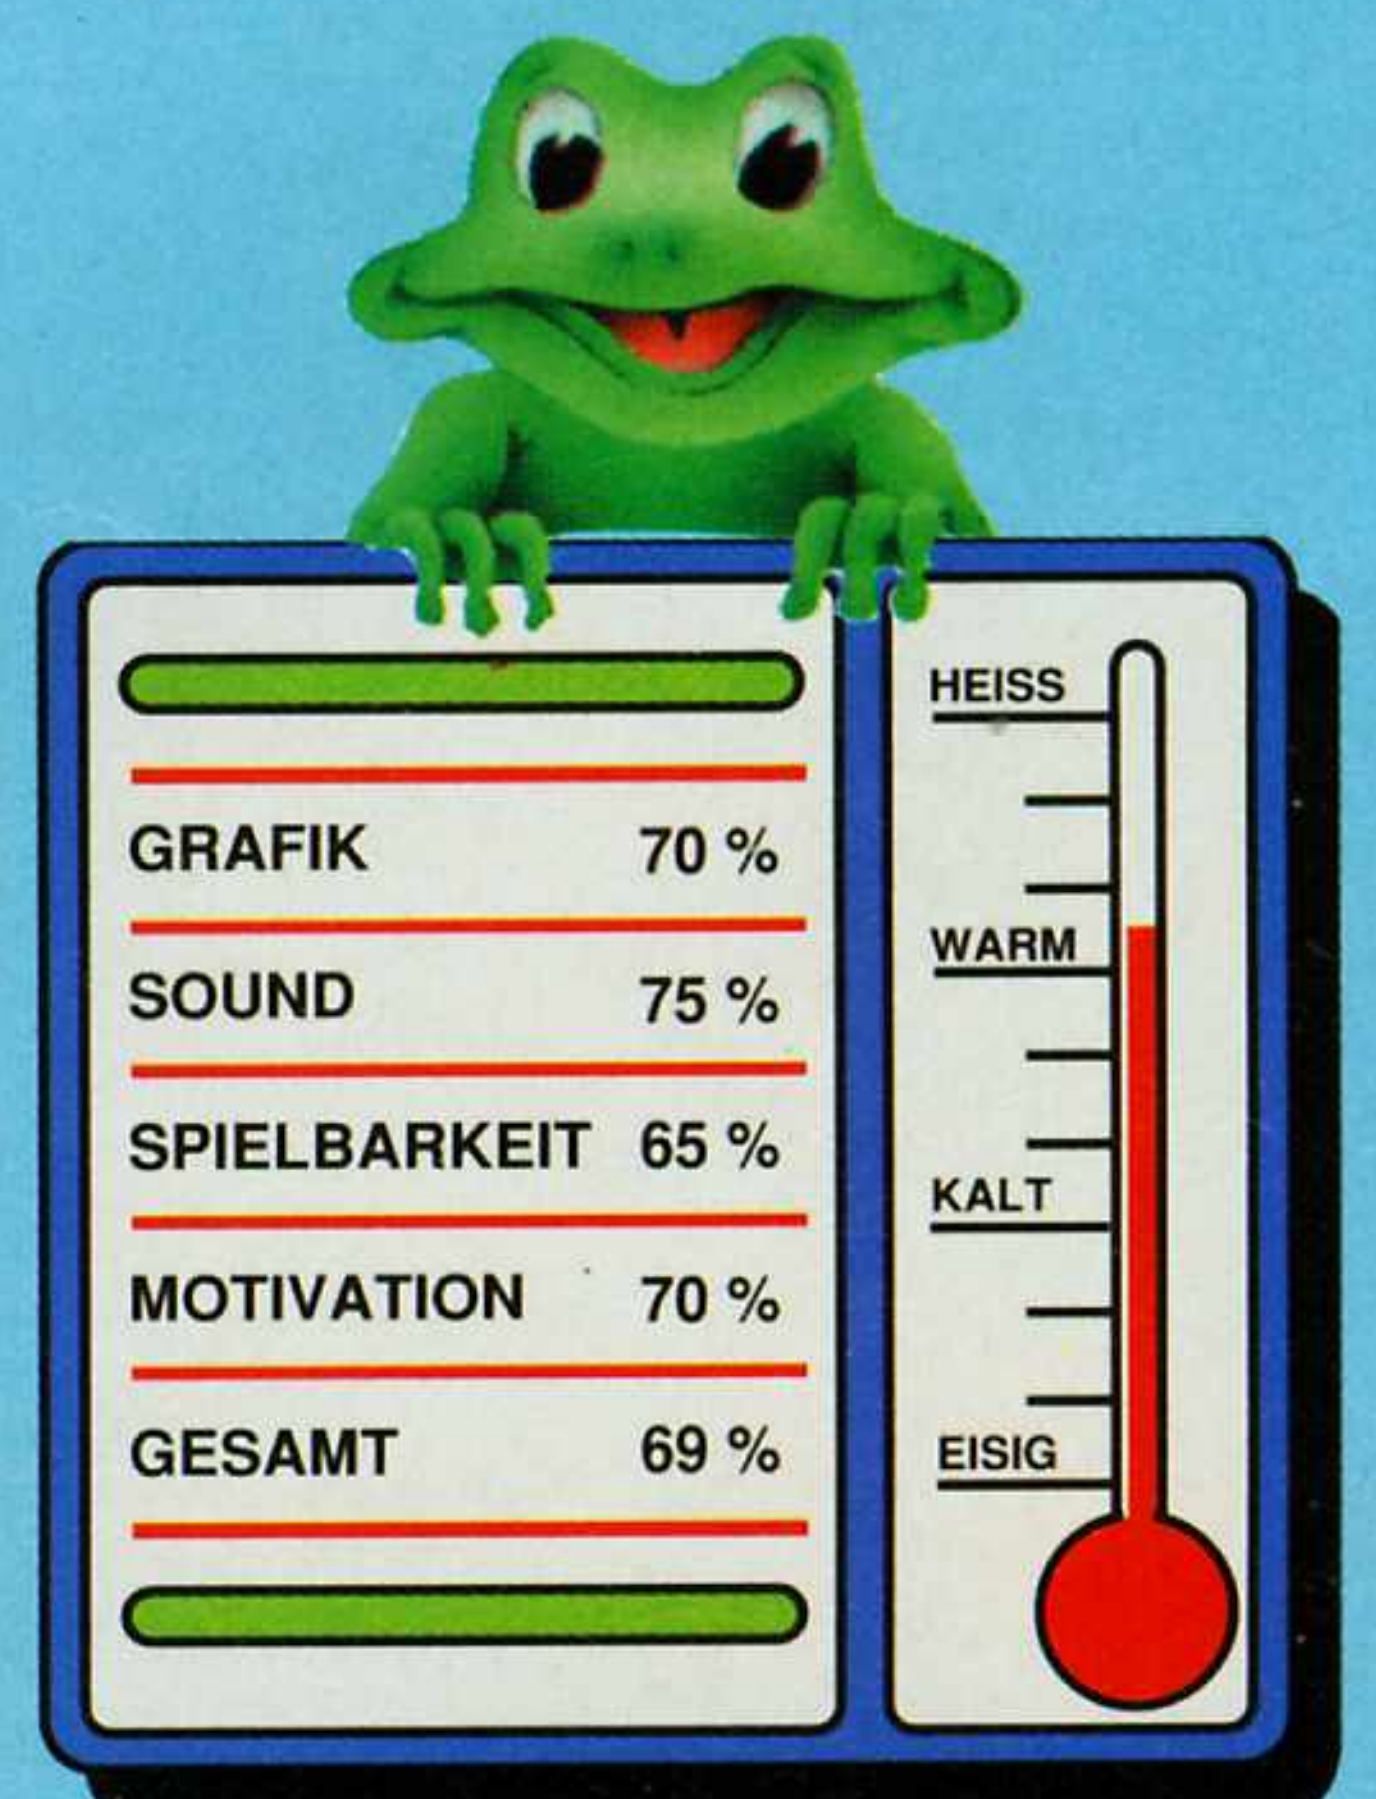 GRAFIK 70 %
SOUND 75 %
SPIELBARKEIT 65 %
MOTIVATION 70 %
GESAMT 69 %
HEISS
WARM
KALT
EISIG